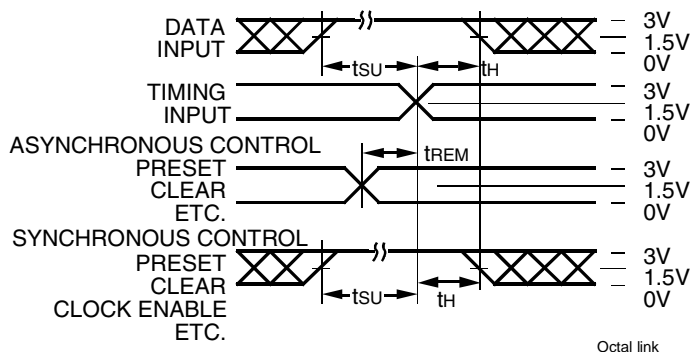 DATA
INPUT
3V
1.5V
0V
tSU
tH
TIMING
INPUT
3V
1.5V
0V
ASYNCHRONOUS CONTROL
tREM
PRESET
CLEAR
ETC.
3V
1.5V
0V
SYNCHRONOUS CONTROL
PRESET
CLEAR
CLOCK ENABLE
ETC.
3V
1.5V
0V
tSU
tH
Octal link